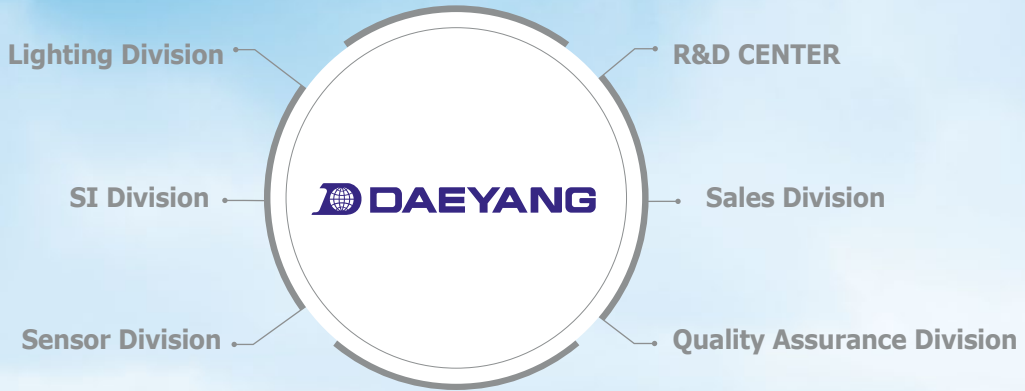 Lighting Division
R&D CENTER
SI Division
DAEYANG
Sales Division
Sensor Division
Quality Assurance Division